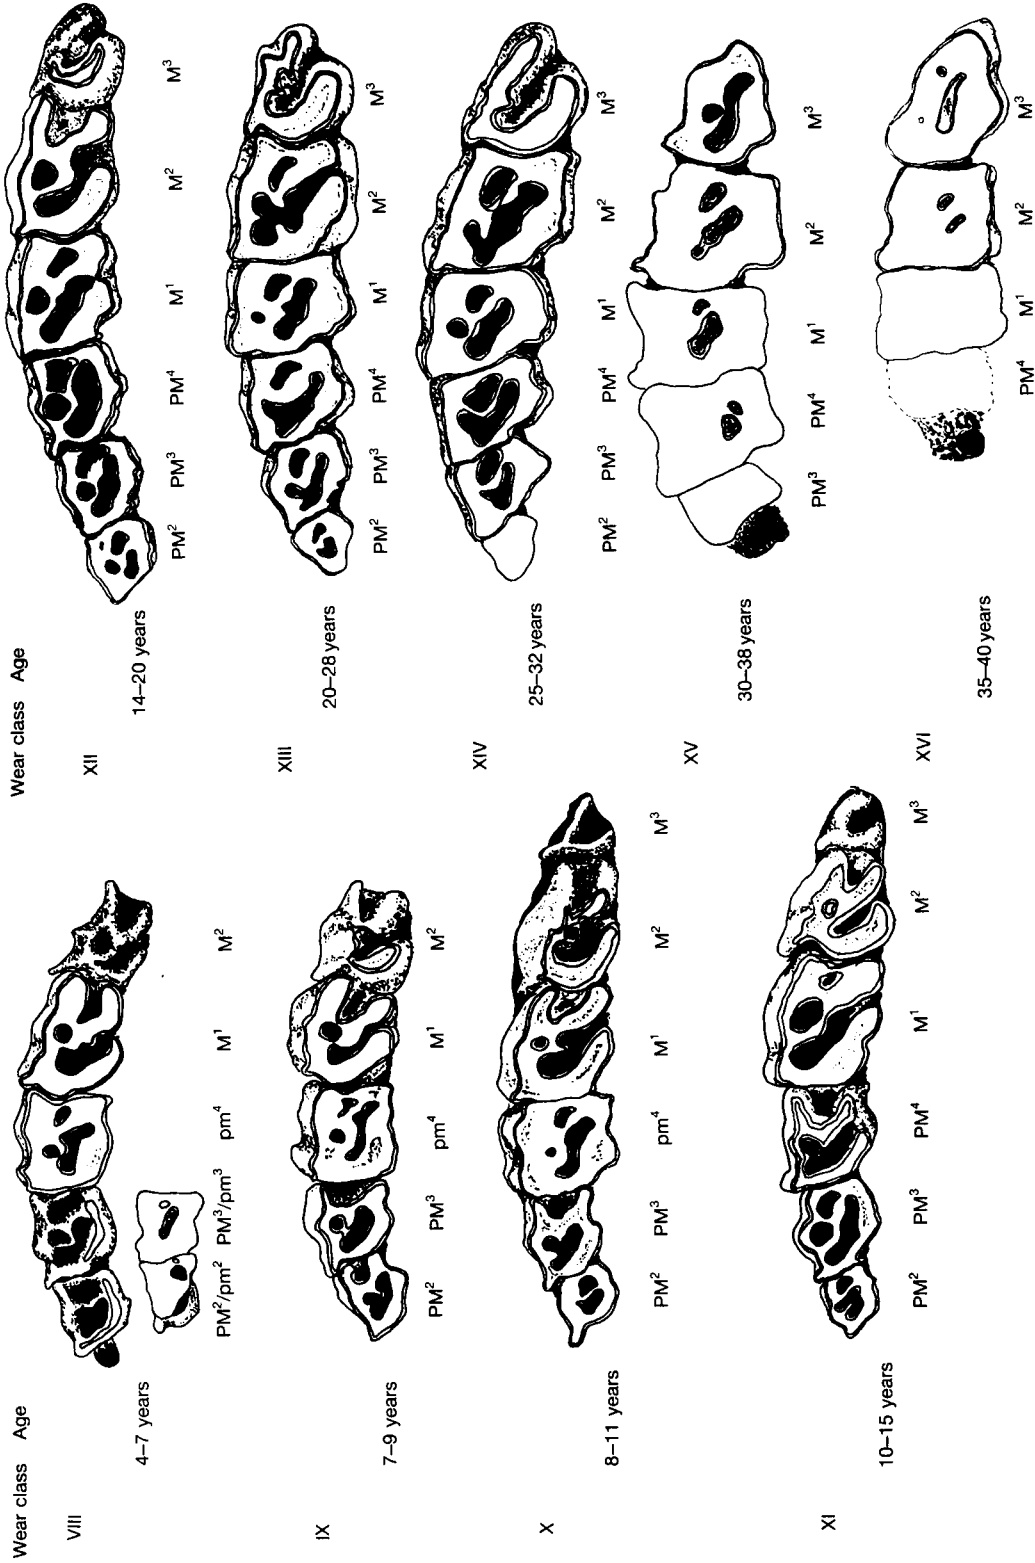 Wear class Age
VIII
4–7 years
PM²/pm² PM³/pm³ pm⁴ M¹ M²
IX
7–9 years
PM² PM³ pm⁴ M¹ M²
X
8–11 years
PM² PM³ pm⁴ M¹ M² M³
XI
10–15 years
PM² PM³ PM⁴ M¹ M² M³
Wear class Age
XII
14–20 years
PM² PM³ PM⁴ M¹ M² M³
XIII
20–28 years
PM² PM³ PM⁴ M¹ M² M³
XIV
25–32 years
PM² PM³ PM⁴ M¹ M² M³
XV
30–38 years
PM³ PM⁴ M¹ M² M³
XVI
35–40 years
PM⁴ M¹ M² M³